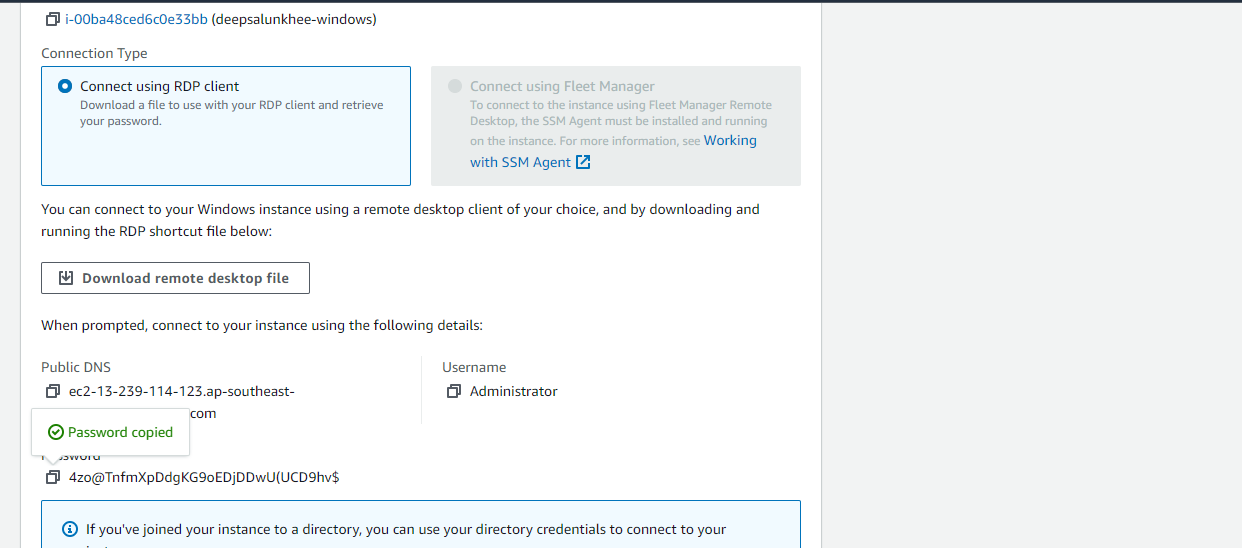 i-00ba48ced6c0e33bb (deepsalunkhee-windows)
Connection Type
Connect using RDP client
Download a file to use with your RDP client and retrieve
your password.
Connect using Fleet Manager
To connect to the instance using Fleet Manager Remote
Desktop, the SSM Agent must be installed and running
on the instance. For more information, see Working
with SSM Agent
You can connect to your Windows instance using a remote desktop client of your choice, and by downloading and
running the RDP shortcut file below:
Download remote desktop file
When prompted, connect to your instance using the following details:
Public DNS
ec2-13-239-114-123.ap-southeast-
com
Username
Administrator
Password copied
Password
4zo@TnfmXpDdgKG9oEDjDDwU(UCD9hv$
If you've joined your instance to a directory, you can use your directory credentials to connect to your